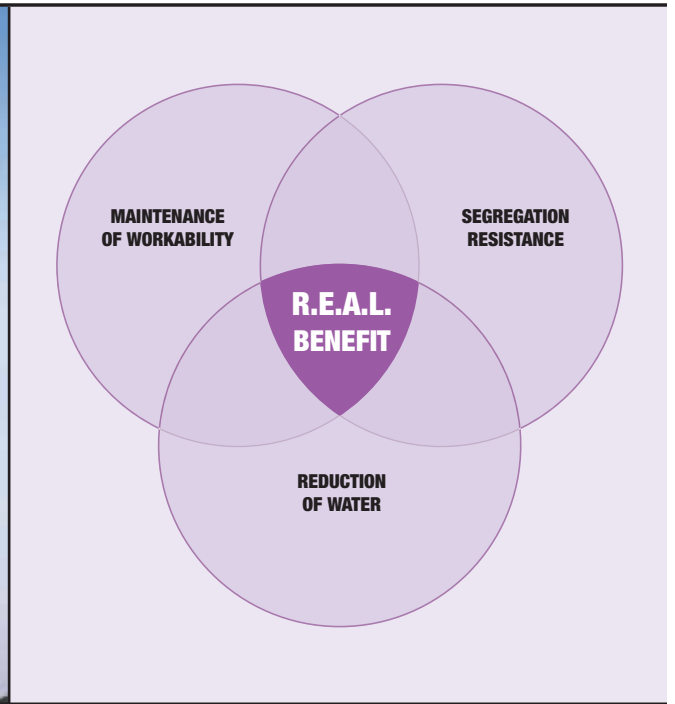 MAINTENANCE
OF WORKABILITY
SEGREGATION
RESISTANCE
R.E.A.L.
BENEFIT
REDUCTION
OF WATER